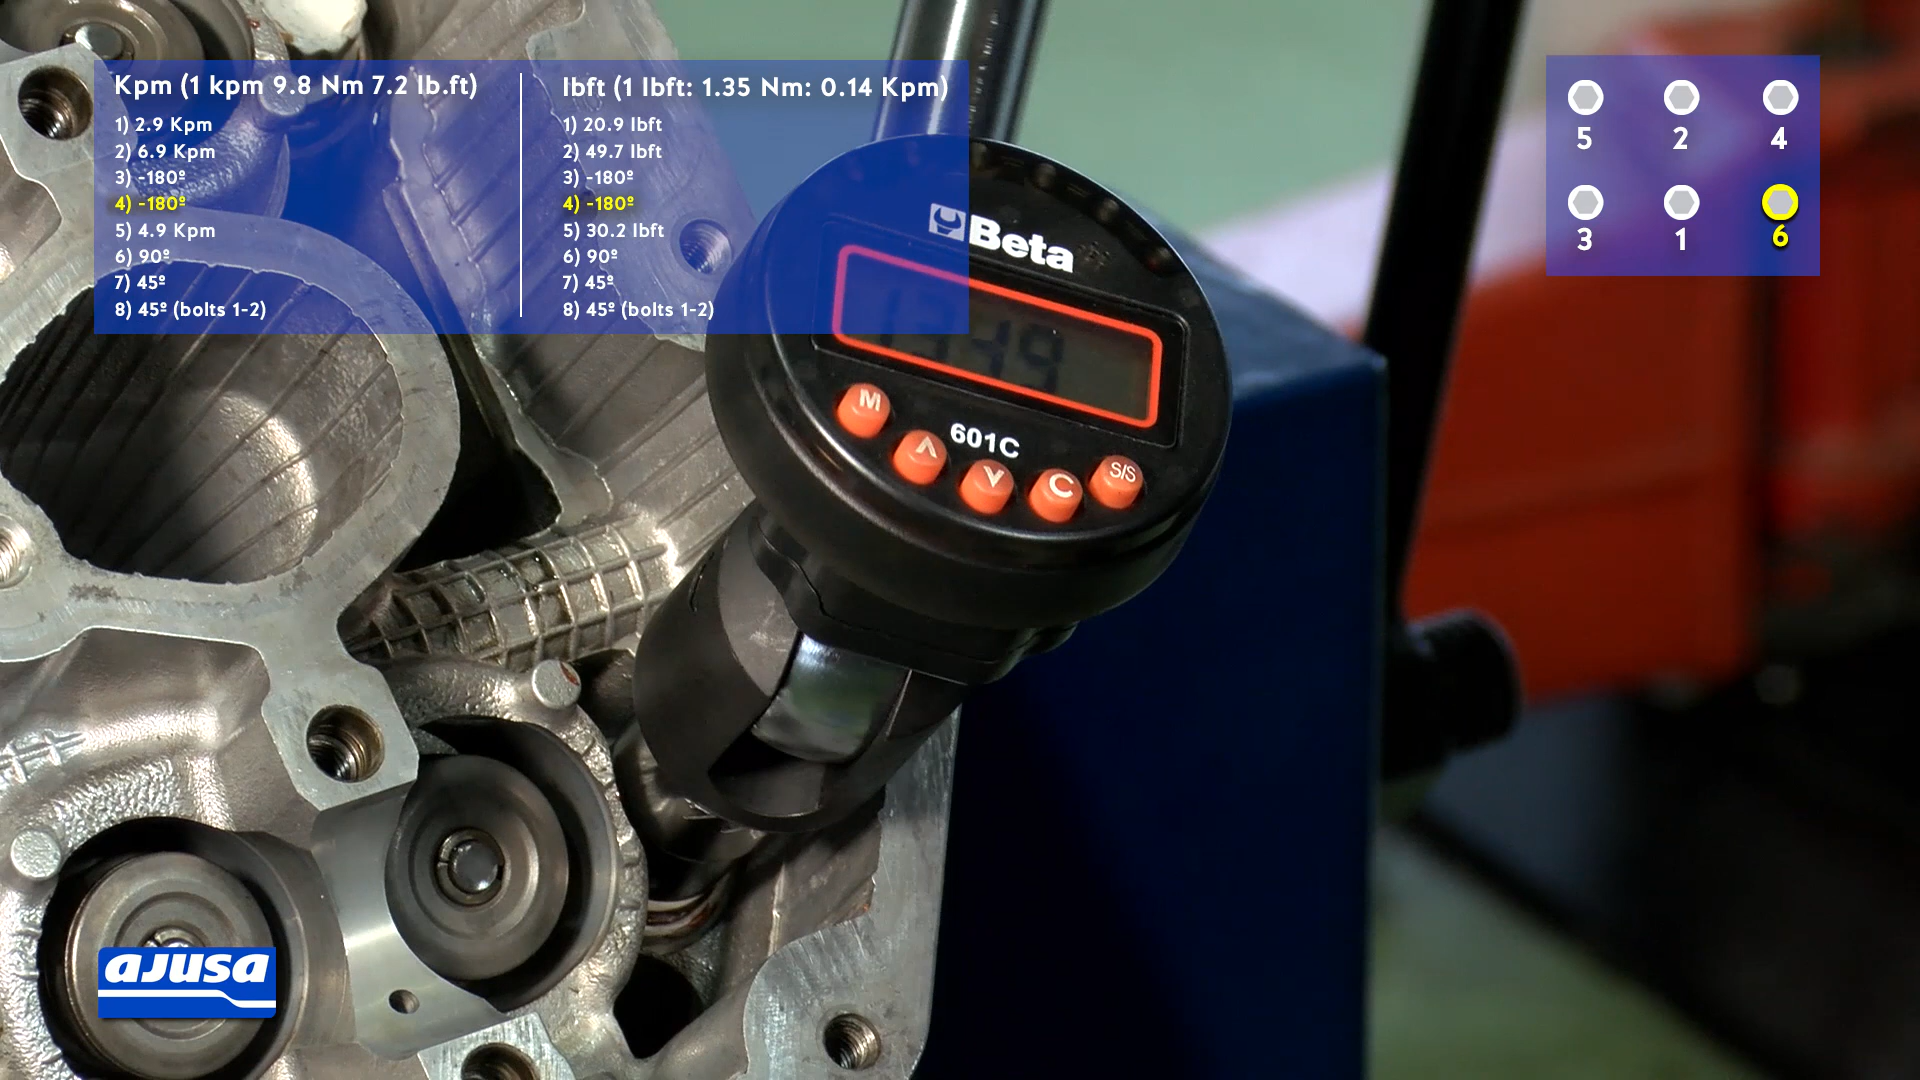 Kpm (1 kpm 9.8 Nm 7.2 lb.ft)
1) 2.9 Kpm
2) 6.9 Kpm
3) -180º
4) -180º
5) 4.9 Kpm
6) 90º
7) 45º
8) 45º (bolts 1-2)
lbft (1 lbft: 1.35 Nm: 0.14 Kpm)
1) 20.9 lbft
2) 49.7 lbft
3) -180º
4) -180º
5) 30.2 lbft
6) 90º
7) 45º
8) 45º (bolts 1-2)
5 2 4
3 1 6
Beta
M
601C
C
S/S
ajusa